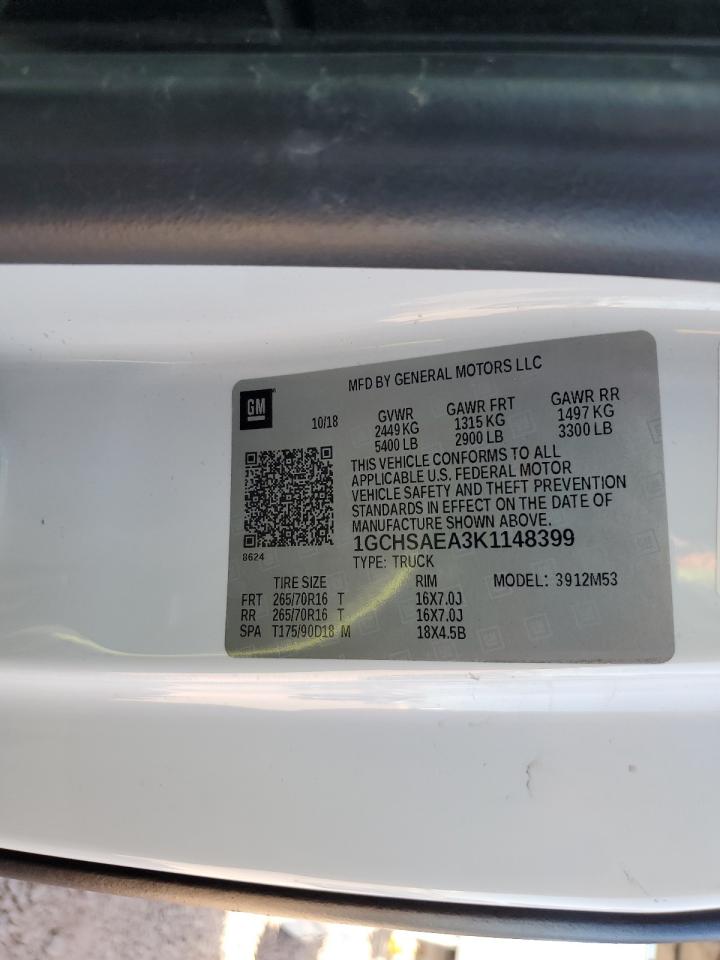 MFD BY GENERAL MOTORS LLC
GM
10/18
GVWR GAWR FRT GAWR RR
2449 KG 1315 KG 1497 KG
5400 LB 2900 LB 3300 LB
THIS VEHICLE CONFORMS TO ALL
APPLICABLE U.S. FEDERAL MOTOR
VEHICLE SAFETY AND THEFT PREVENTION
STANDARDS IN EFFECT ON THE DATE OF
MANUFACTURE SHOWN ABOVE.
8624
1GCHSAEA3K1148399
TYPE: TRUCK
TIRE SIZE RIM MODEL: 3912M53
FRT 265/70R16 T 16X7.0J
RR 265/70R16 T 16X7.0J
SPA T175/90D18 M 18X4.5B